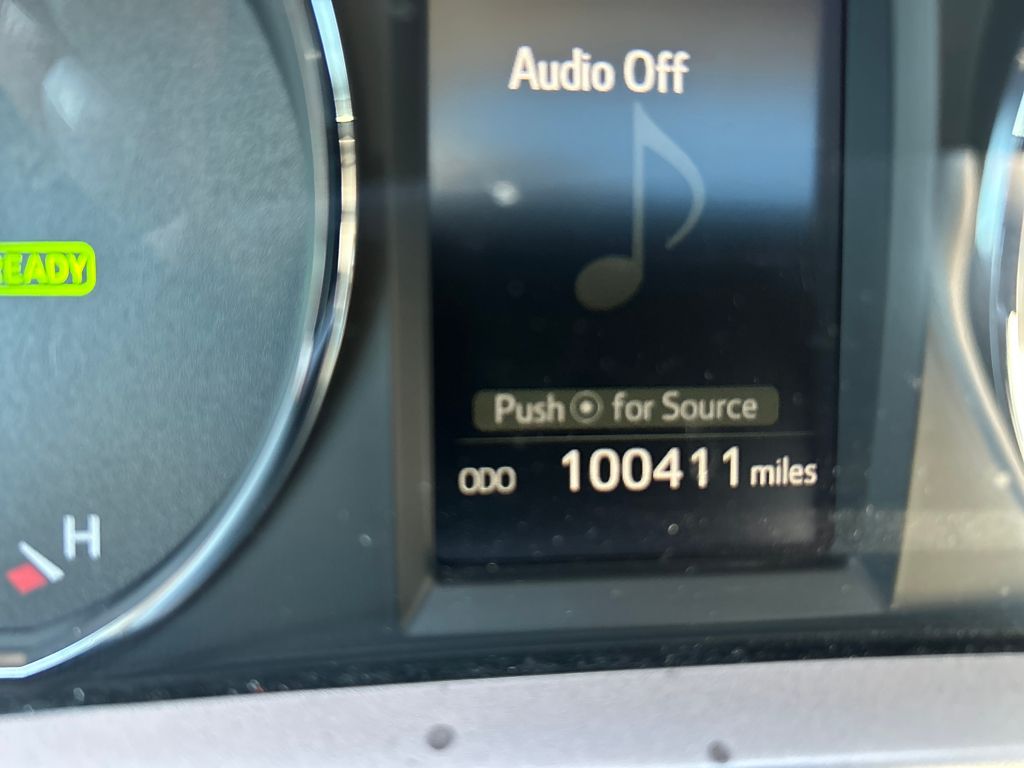 Audio Off
READY
Push for Source
ODO 100411 miles
H